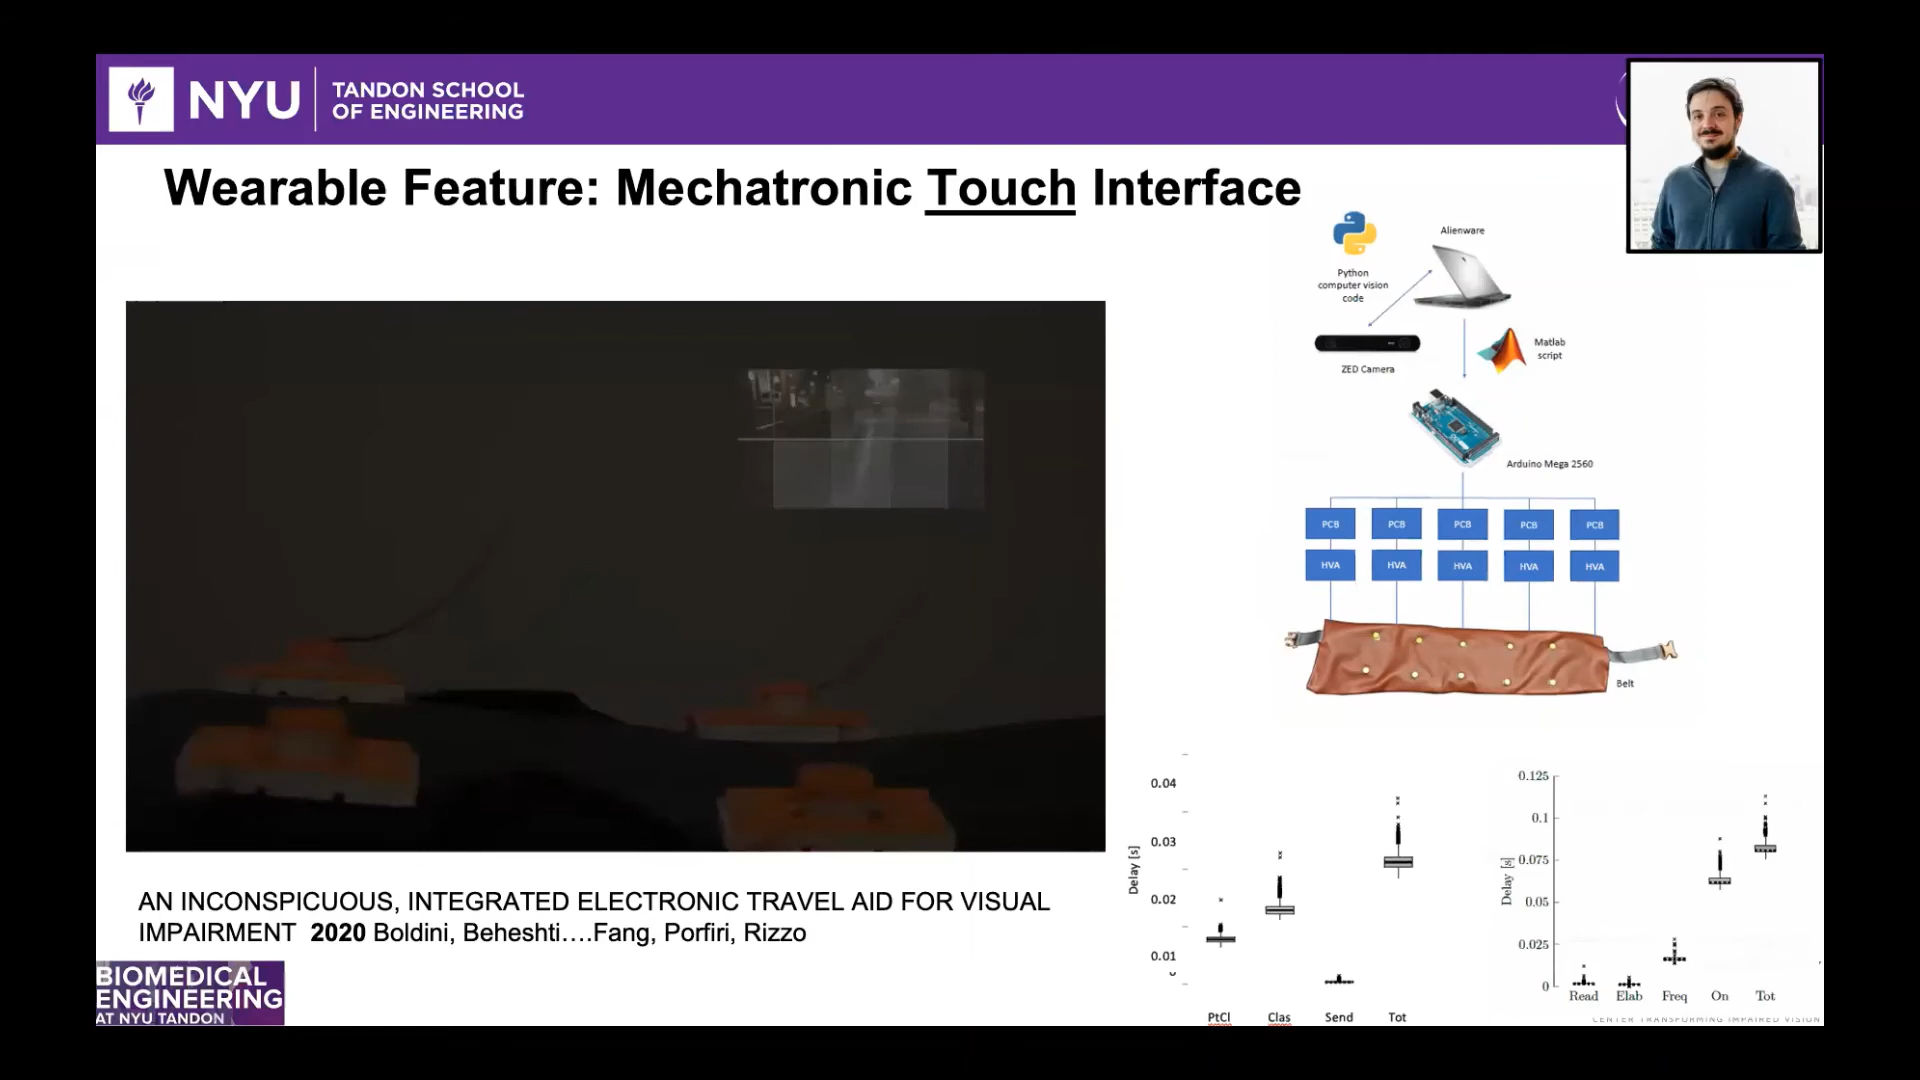 NYU
TANDON SCHOOL
OF ENGINEERING
Wearable Feature: Mechatronic Touch Interface
Alienware
Python
computer vision
code
Matlab
script
ZED Camera
Arduino Mega 2560
PCB PCB PCB PCB PCB
HVA HVA HVA HVA HVA
Belt
Delay [s]
0.04
0.03
0.02
0.01
PtCl Clas Send Tot
Delay [s]
0.125
0.1
0.075
0.05
0.025
0
Read Elab Freq On Tot
AN INCONSPICUOUS, INTEGRATED ELECTRONIC TRAVEL AID FOR VISUAL
IMPAIRMENT 2020 Boldini, Beheshti....Fang, Porfiri, Rizzo
BIOMEDICAL
ENGINEERING
AT NYU TANDON
CENTER TRANSFORMING IMPAIRED VISION